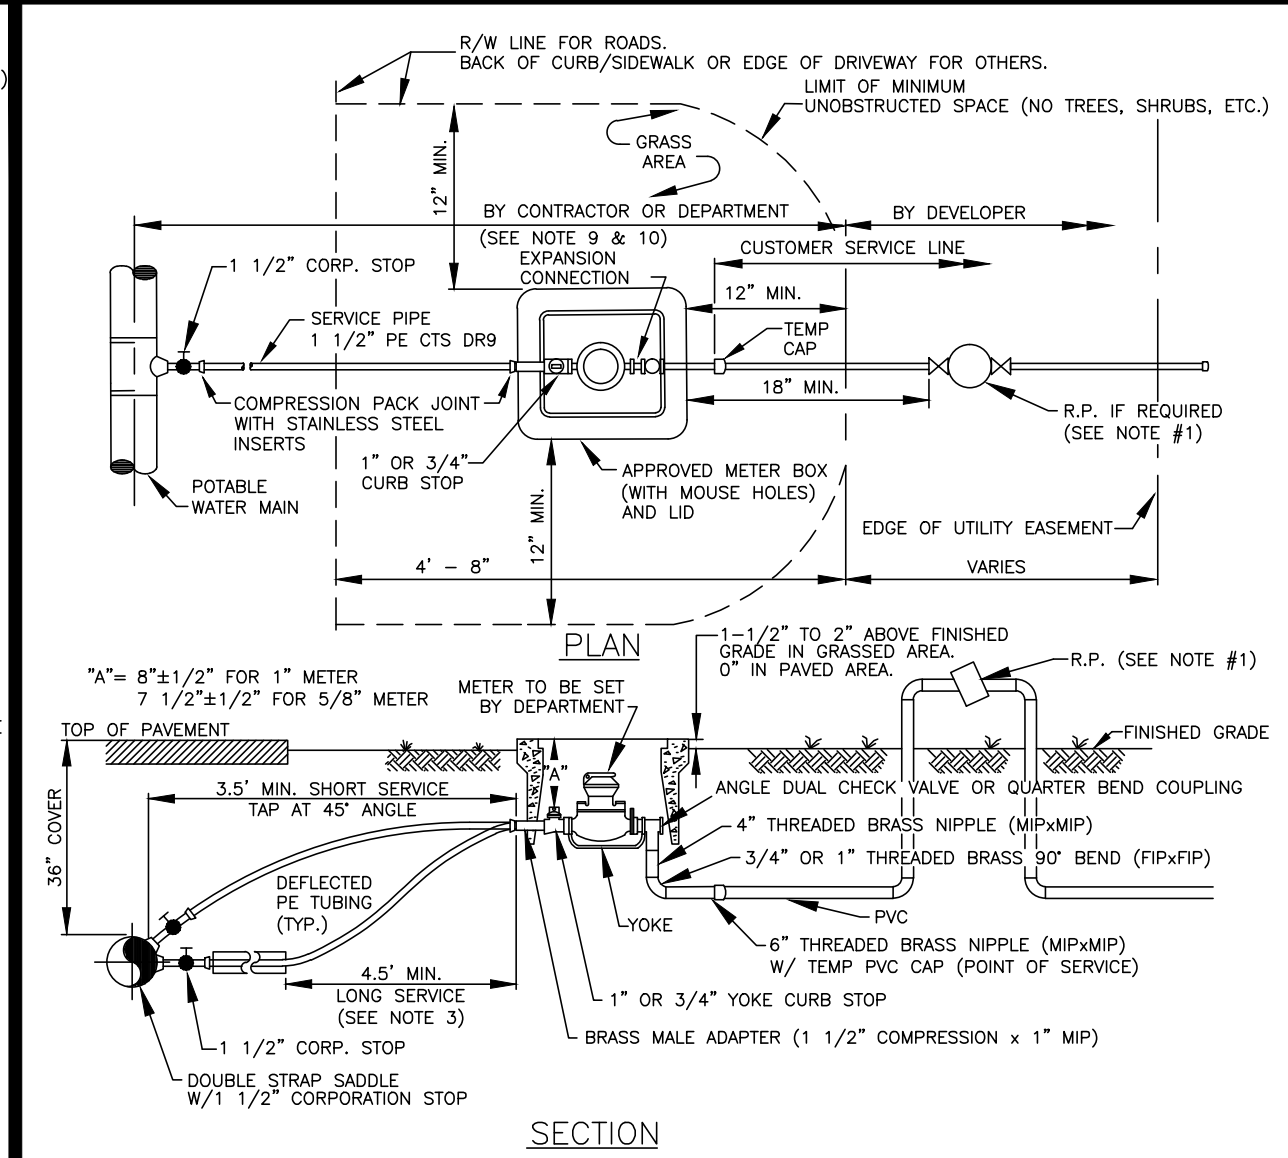 R/W LINE FOR ROADS.
BACK OF CURB/SIDEWALK OR EDGE OF DRIVEWAY FOR OTHERS.
)
LIMIT OF MINIMUM
UNOBSTRUCTED SPACE (NO TREES, SHRUBS, ETC.)
GRASS
AREA
12" MIN.
BY CONTRACTOR OR DEPARTMENT
(SEE NOTE 9 & 10)
BY DEVELOPER
CUSTOMER SERVICE LINE
EXPANSION
CONNECTION
1 1/2" CORP. STOP
12" MIN.
SERVICE PIPE
1 1/2" PE CTS DR9
TEMP
CAP
18" MIN.
COMPRESSION PACK JOINT
WITH STAINLESS STEEL
INSERTS
R.P. IF REQUIRED
(SEE NOTE #1)
1" OR 3/4"
CURB STOP
APPROVED METER BOX
(WITH MOUSE HOLES)
AND LID
POTABLE
WATER MAIN
12" MIN.
EDGE OF UTILITY EASEMENT
4' - 8"
VARIES
PLAN
1-1/2" TO 2" ABOVE FINISHED
GRADE IN GRASSED AREA.
0" IN PAVED AREA.
R.P. (SEE NOTE #1)
"A"= 8"±1/2" FOR 1" METER
7 1/2"±1/2" FOR 5/8" METER
METER TO BE SET
BY DEPARTMENT
TOP OF PAVEMENT
FINISHED GRADE
"A"
3.5' MIN. SHORT SERVICE
TAP AT 45° ANGLE
ANGLE DUAL CHECK VALVE OR QUARTER BEND COUPLING
36" COVER
4" THREADED BRASS NIPPLE (MIPxMIP)
3/4" OR 1" THREADED BRASS 90° BEND (FIPxFIP)
DEFLECTED
PE TUBING
(TYP.)
YOKE
PVC
6" THREADED BRASS NIPPLE (MIPxMIP)
W/ TEMP PVC CAP (POINT OF SERVICE)
4.5' MIN.
LONG SERVICE
(SEE NOTE 3)
1" OR 3/4" YOKE CURB STOP
BRASS MALE ADAPTER (1 1/2" COMPRESSION x 1" MIP)
1 1/2" CORP. STOP
DOUBLE STRAP SADDLE
W/1 1/2" CORPORATION STOP
SECTION